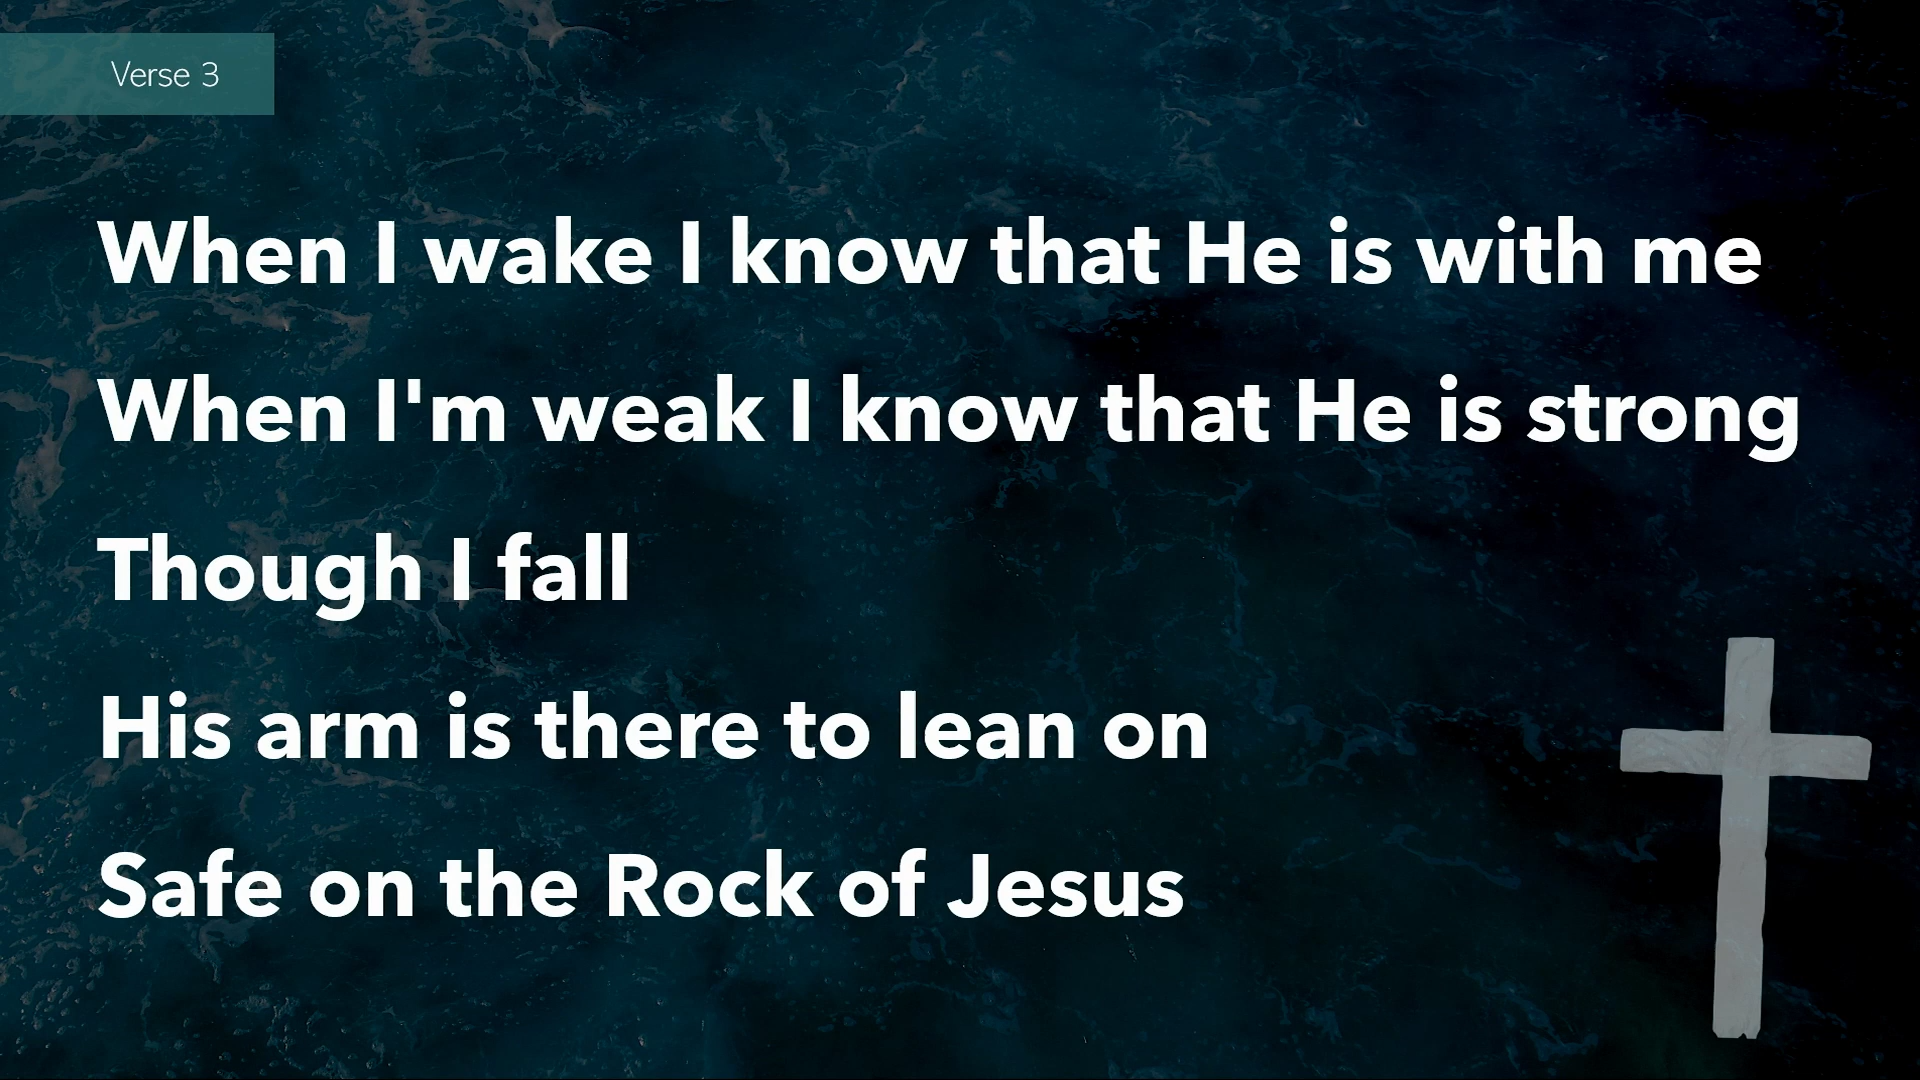 Verse 3
When I wake I know that He is with me
When I'm weak I know that He is strong
Though I fall
His arm is there to lean on
Safe on the Rock of Jesus